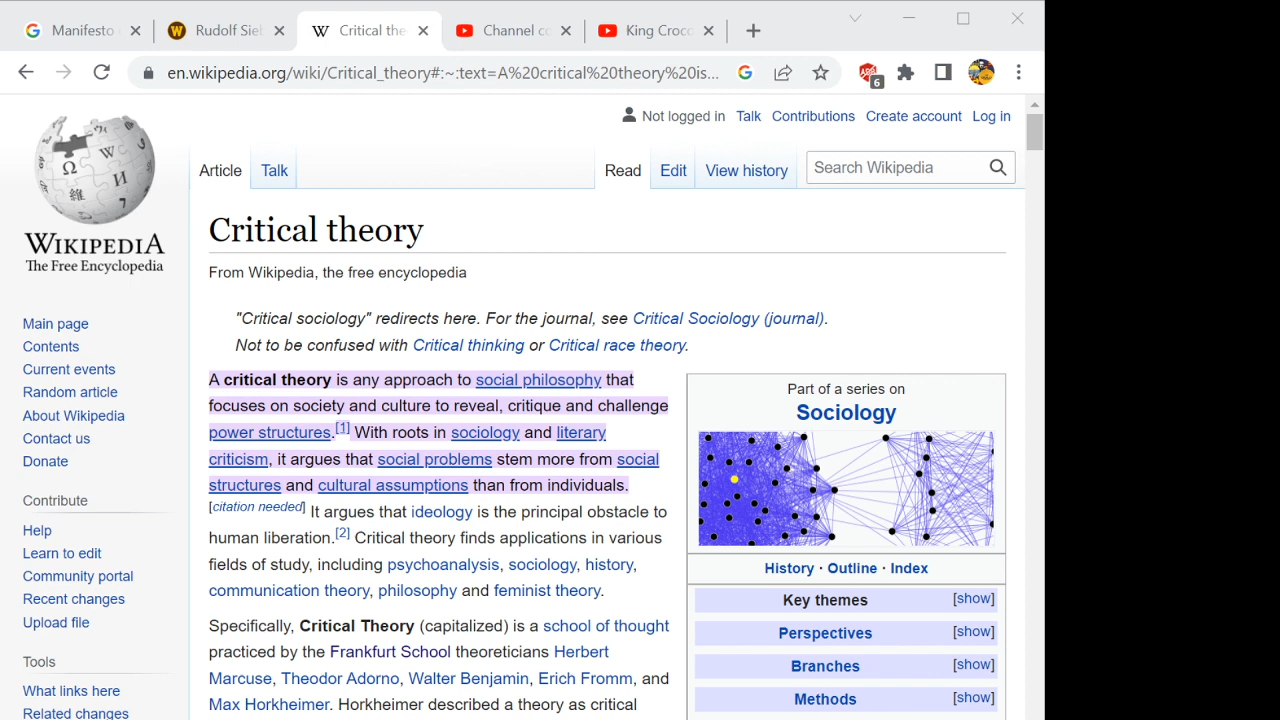 Manifesto
Rudolf Siel
Critical the
Channel co
King Croco
en.wikipedia.org/wiki/Critical_theory#:~:text=A%20critical%20theory%20is...
6
Not logged in Talk Contributions Create account Log in
Article Talk Read Edit View history Search Wikipedia
WIKIPEDIA
The Free Encyclopedia
Main page
Contents
Current events
Random article
About Wikipedia
Contact us
Donate
Contribute
Help
Learn to edit
Community portal
Recent changes
Upload file
Tools
What links here
Related changes
Critical theory
From Wikipedia, the free encyclopedia
"Critical sociology" redirects here. For the journal, see Critical Sociology (journal).
Not to be confused with Critical thinking or Critical race theory.
A critical theory is any approach to social philosophy that
focuses on society and culture to reveal, critique and challenge
power structures.[1] With roots in sociology and literary
criticism, it argues that social problems stem more from social
structures and cultural assumptions than from individuals.
[citation needed] It argues that ideology is the principal obstacle to
human liberation.[2] Critical theory finds applications in various
fields of study, including psychoanalysis, sociology, history,
communication theory, philosophy and feminist theory.
Specifically, Critical Theory (capitalized) is a school of thought
practiced by the Frankfurt School theoreticians Herbert
Marcuse, Theodor Adorno, Walter Benjamin, Erich Fromm, and
Max Horkheimer. Horkheimer described a theory as critical
Part of a series on
Sociology
History · Outline · Index
Key themes [show]
Perspectives [show]
Branches [show]
Methods [show]